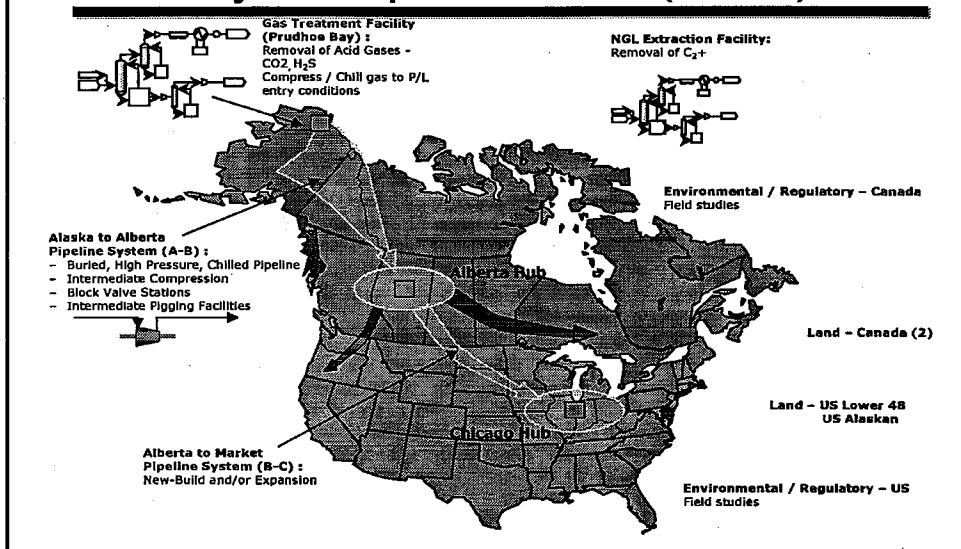 Gas Treatment Facility
(Prudhoe Bay) :
Removal of Acid Gases -
CO2, H₂S
Compress / Chill gas to P/L
entry conditions
NGL Extraction Facility:
Removal of C₂+
Environmental / Regulatory – Canada
Field studies
Alaska to Alberta
Pipeline System (A-B) :
– Buried, High Pressure, Chilled Pipeline
– Intermediate Compression
– Block Valve Stations
– Intermediate Pigging Facilities
Alberta Hub
Land – Canada (2)
Land – US Lower 48
US Alaskan
Chicago Hub
Alberta to Market
Pipeline System (B-C) :
New-Build and/or Expansion
Environmental / Regulatory – US
Field studies